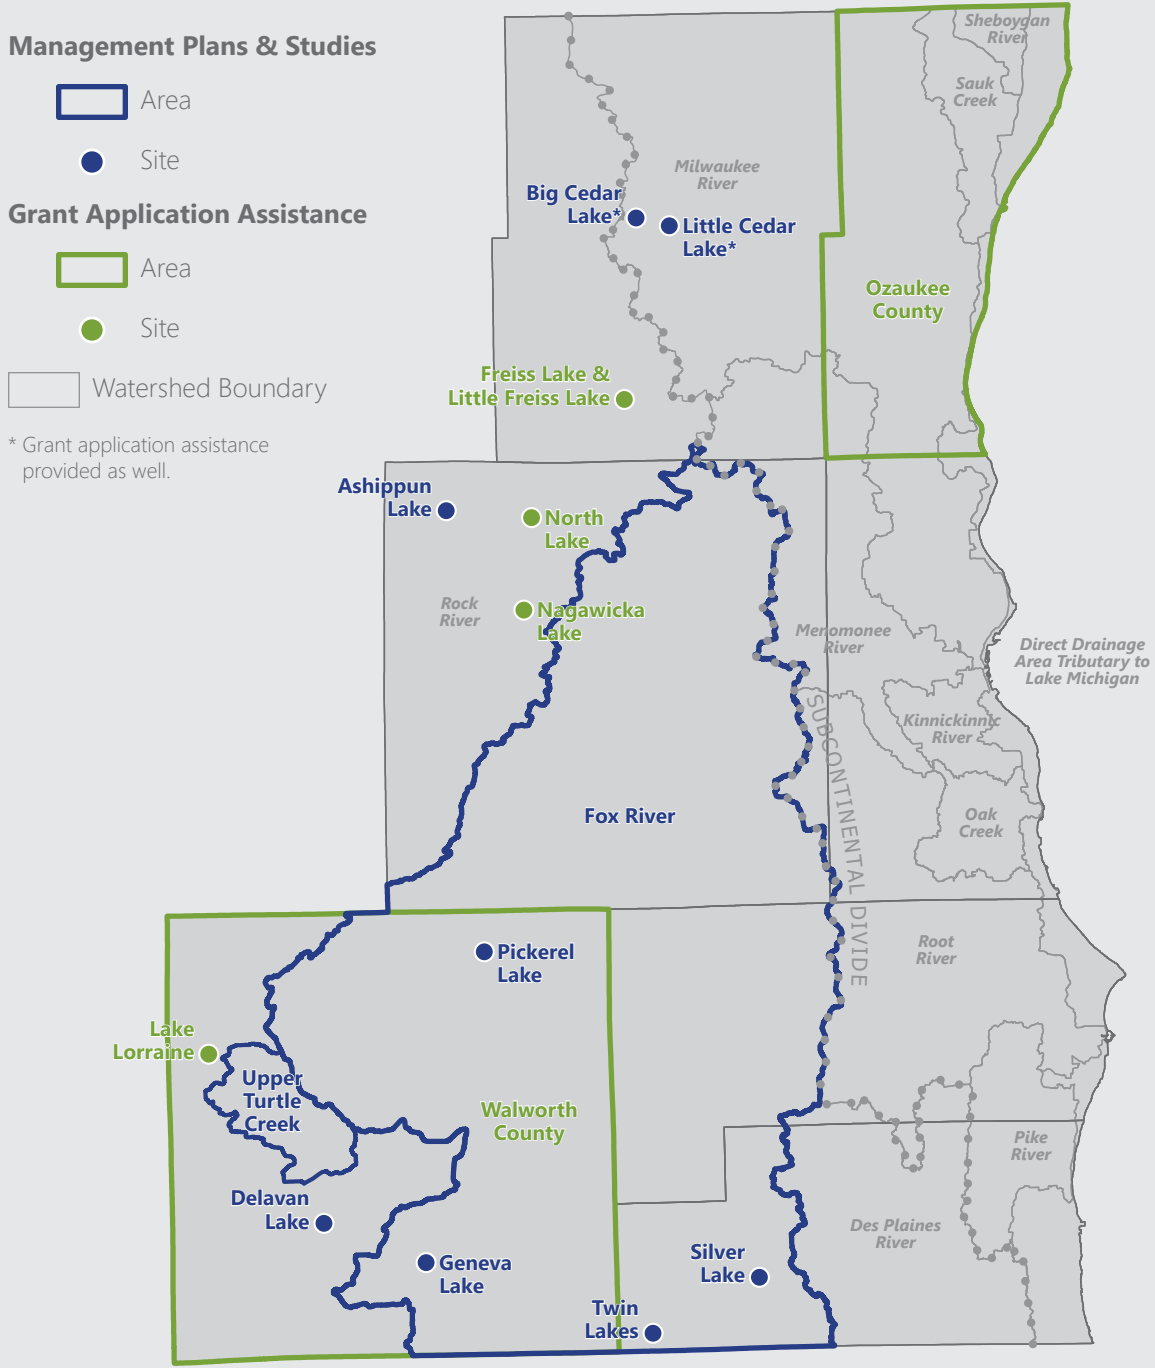 Management Plans & Studies
Area
Site
Grant Application Assistance
Area
Site
Watershed Boundary
* Grant application assistance
provided as well.
Sheboygan
River
Sauk
Creek
Milwaukee
River
Big Cedar
Lake*
Little Cedar
Lake*
Ozaukee
County
Freiss Lake &
Little Freiss Lake
Ashippun
Lake
North
Lake
Rock
River
Nagawicka
Lake
Menomonee
River
Direct Drainage
Area Tributary to
Lake Michigan
Kinnickinnic
River
SUBCONTINENTAL DIVIDE
Fox River
Oak
Creek
Root
River
Pickerel
Lake
Lake
Lorraine
Upper
Turtle
Creek
Walworth
County
Pike
River
Delavan
Lake
Des Plaines
River
Geneva
Lake
Silver
Lake
Twin
Lakes